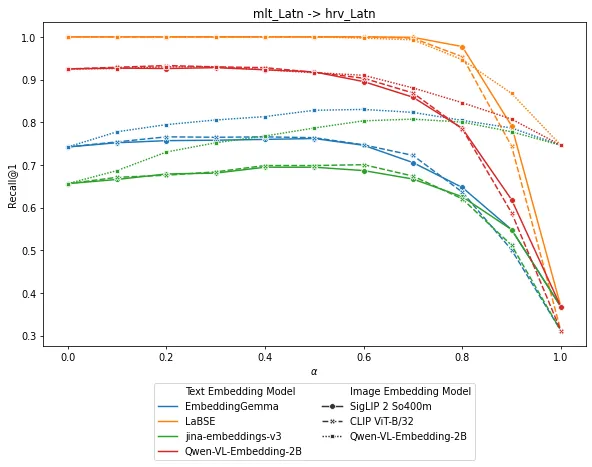 mlt_Latn -> hrv_Latn
1.0
0.9
0.8
0.7
0.6
0.5
0.4
0.3
Recall@1
0.0 0.2 0.4 0.6 0.8 1.0
α
Text Embedding Model Image Embedding Model
EmbeddingGemma SigLIP 2 So400m
LaBSE CLIP ViT-B/32
jina-embeddings-v3 Qwen-VL-Embedding-2B
Qwen-VL-Embedding-2B